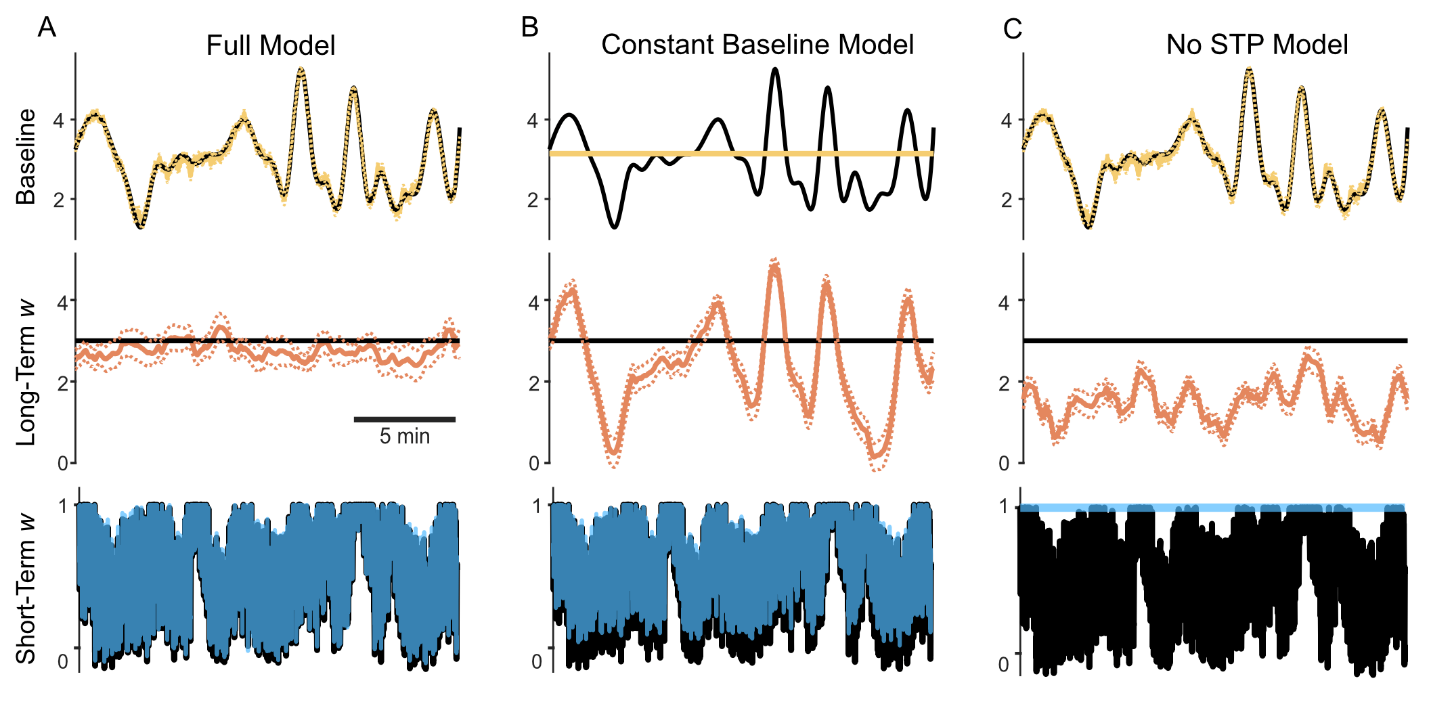 A
Full Model
B
Constant Baseline Model
C
No STP Model
Baseline
4
2
4
2
4
2
Long-Term w
4
2
0
5 min
4
2
0
4
2
0
Short-Term w
1
0
1
0
1
0